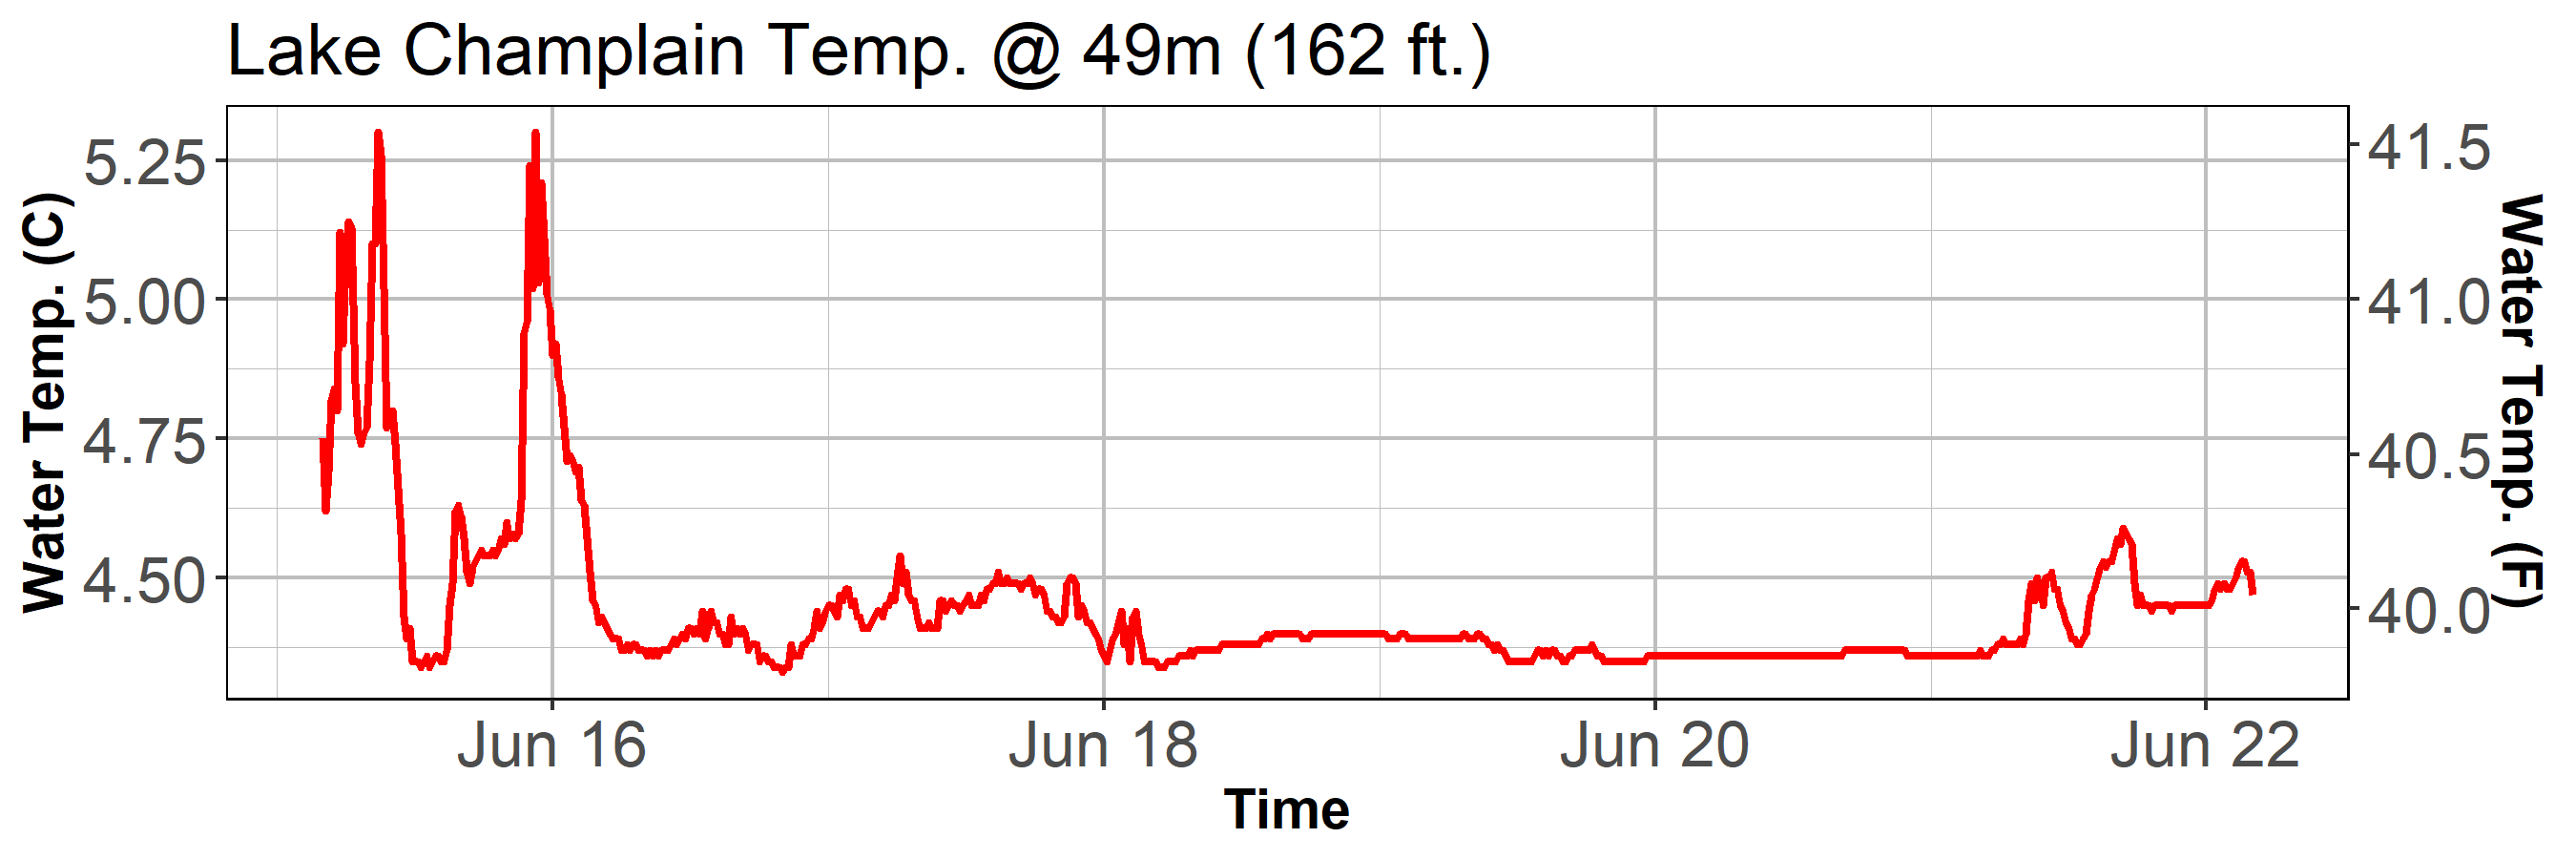 Lake Champlain Temp. @ 49m (162 ft.)
Water Temp. (C)
5.25
5.00
4.75
4.50
41.5
41.0
40.5
40.0
Water Temp. (F)
Jun 16
Jun 18
Jun 20
Jun 22
Time